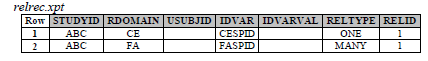 relrec.xpt
Row STUDYID RDOMAIN USUBJID IDVAR IDVARVAL RELTYPE RELID
1 ABC CE CESPID ONE 1
2 ABC FA FASPID MANY 1